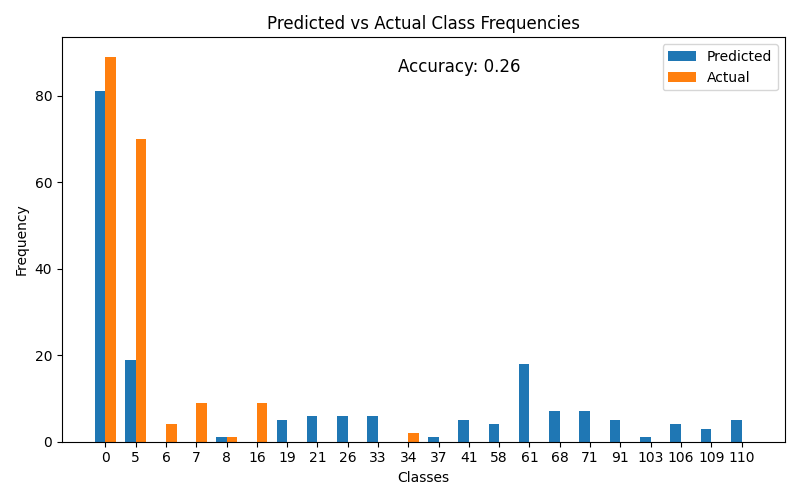 Predicted vs Actual Class Frequencies
Accuracy: 0.26
Predicted
Actual
Frequency
80
60
40
20
0
0 5 6 7 8 16 19 21 26 33 34 37 41 58 61 68 71 91 103 106 109 110
Classes